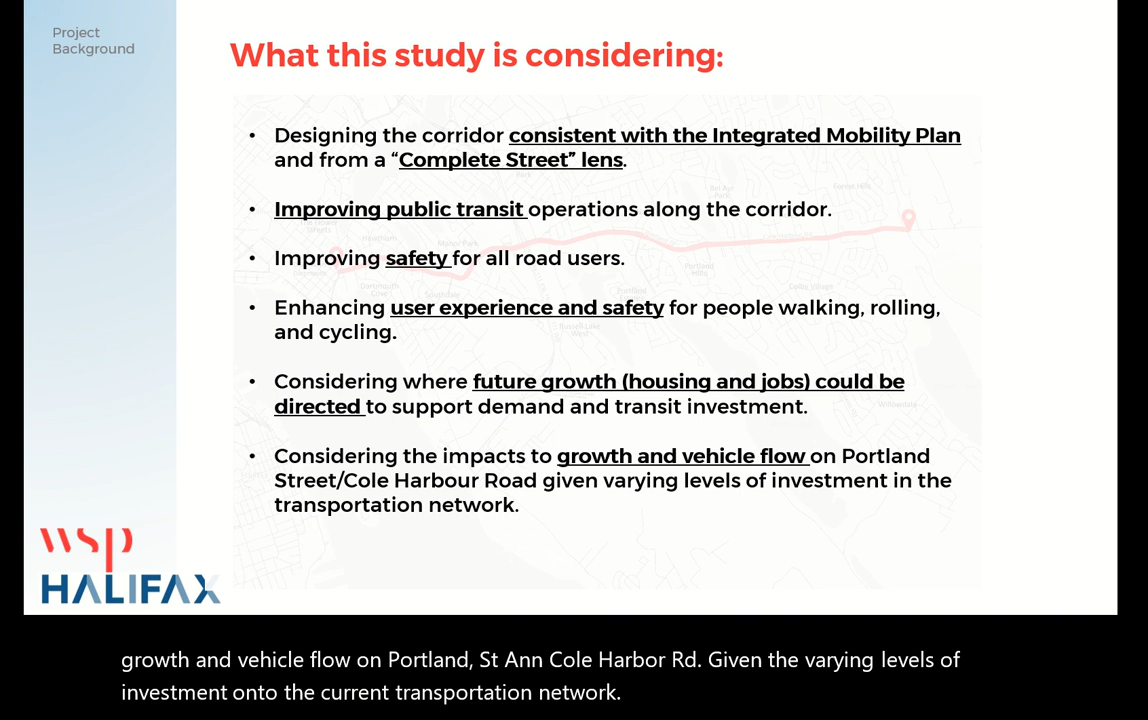 Project
Background
What this study is considering:
• Designing the corridor consistent with the Integrated Mobility Plan
and from a “Complete Street” lens.
• Improving public transit operations along the corridor.
• Improving safety for all road users.
• Enhancing user experience and safety for people walking, rolling,
and cycling.
• Considering where future growth (housing and jobs) could be
directed to support demand and transit investment.
• Considering the impacts to growth and vehicle flow on Portland
Street/Cole Harbour Road given varying levels of investment in the
transportation network.
wsp
HALIFAX
growth and vehicle flow on Portland, St Ann Cole Harbor Rd. Given the varying levels of
investment onto the current transportation network.